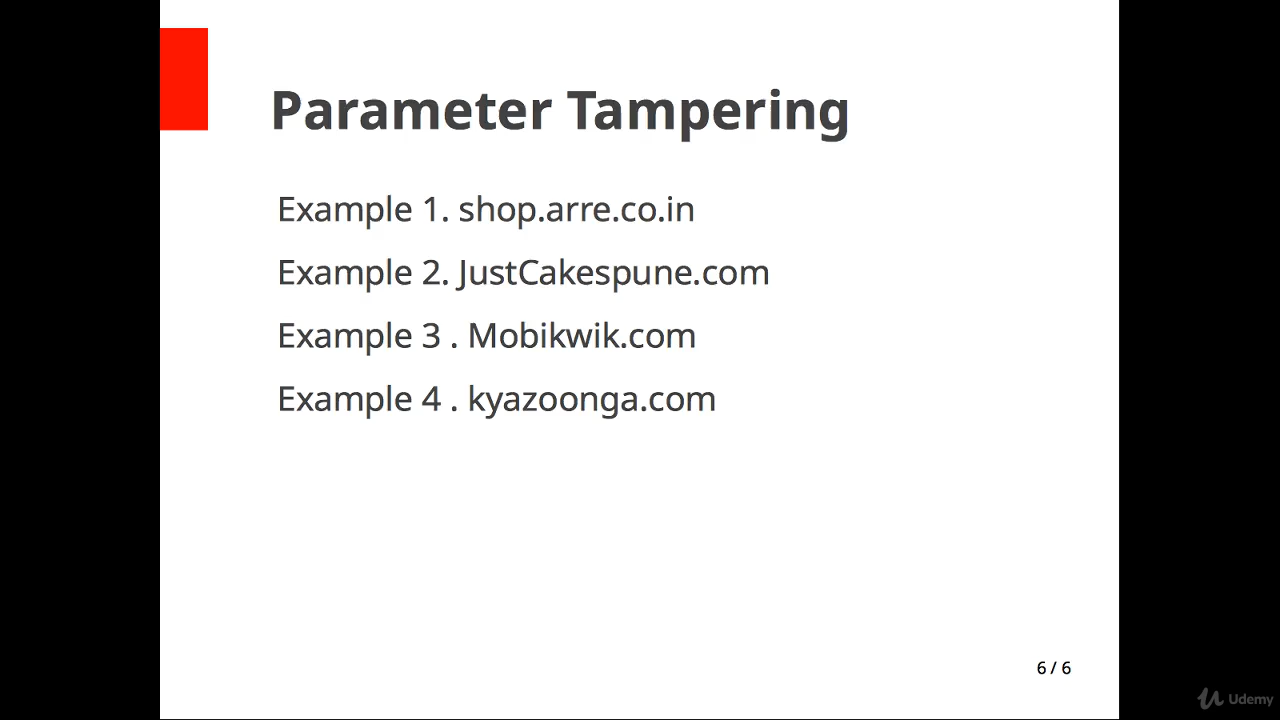 Parameter Tampering
Example 1. shop.arre.co.in
Example 2. JustCakespune.com
Example 3 . Mobikwik.com
Example 4 . kyazoonga.com
6 / 6
Udemy